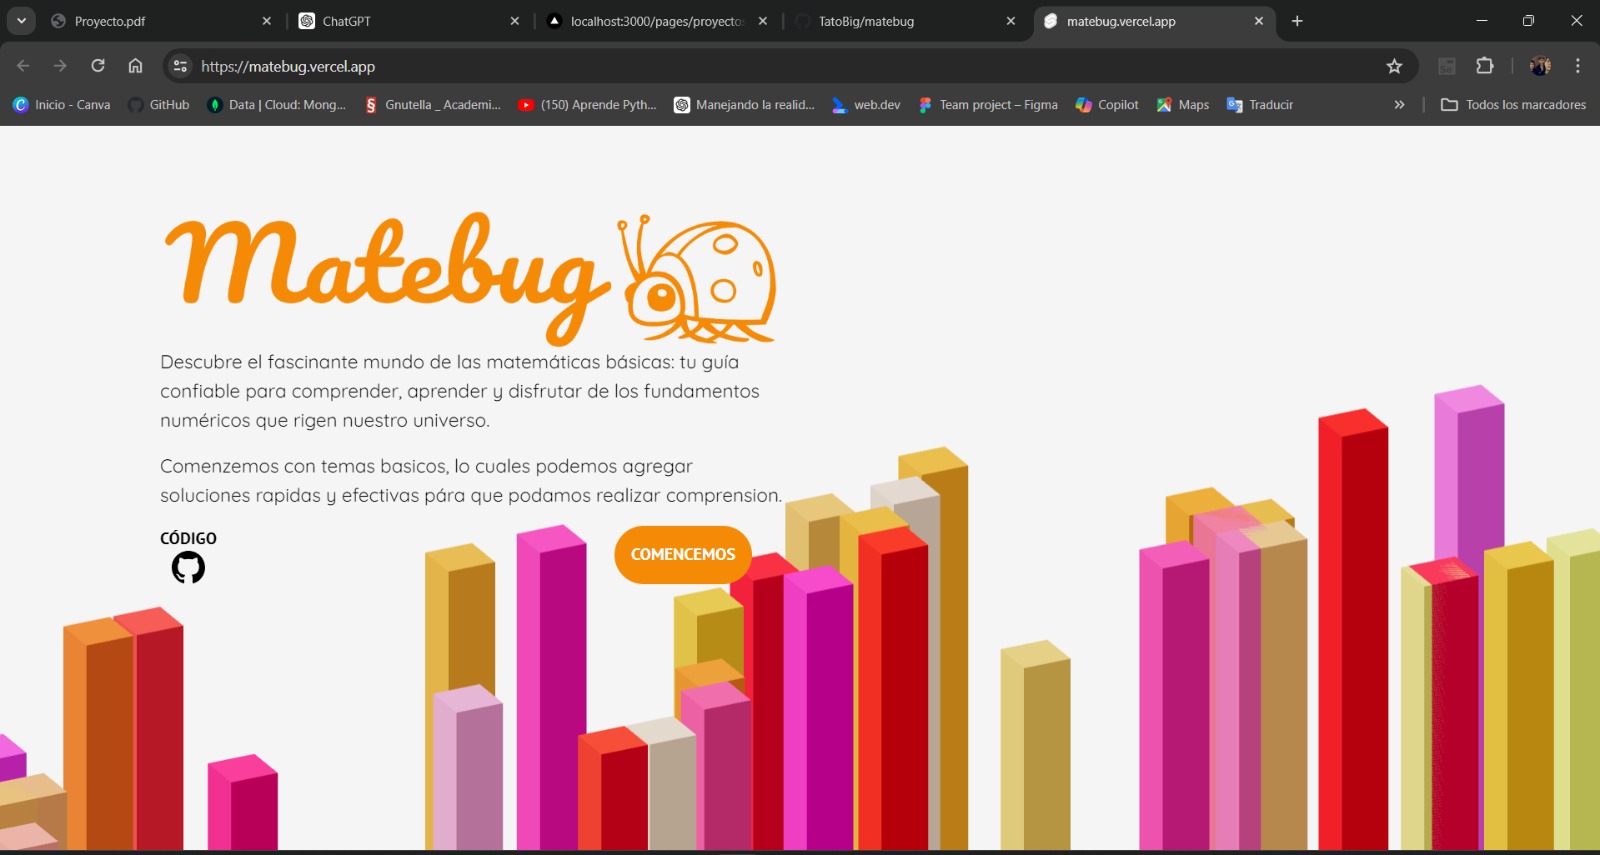 Proyecto.pdf
ChatGPT
localhost:3000/pages/proyectos
TatoBig/matebug
matebug.vercel.app
https://matebug.vercel.app
Inicio - Canva
GitHub
Data | Cloud: Mong...
Gnutella _ Academi...
(150) Aprende Pyth...
Manejando la realid...
web.dev
Team project – Figma
Copilot
Maps
Traducir
Todos los marcadores
Matebug
Descubre el fascinante mundo de las matemáticas básicas: tu guía
confiable para comprender, aprender y disfrutar de los fundamentos
numéricos que rigen nuestro universo.
Comenzemos con temas basicos, lo cuales podemos agregar
soluciones rapidas y efectivas pára que podamos realizar comprension.
CÓDIGO
COMENCEMOS